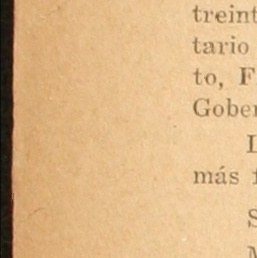 treint
tario
to, F
Gober
L
más f
S
M